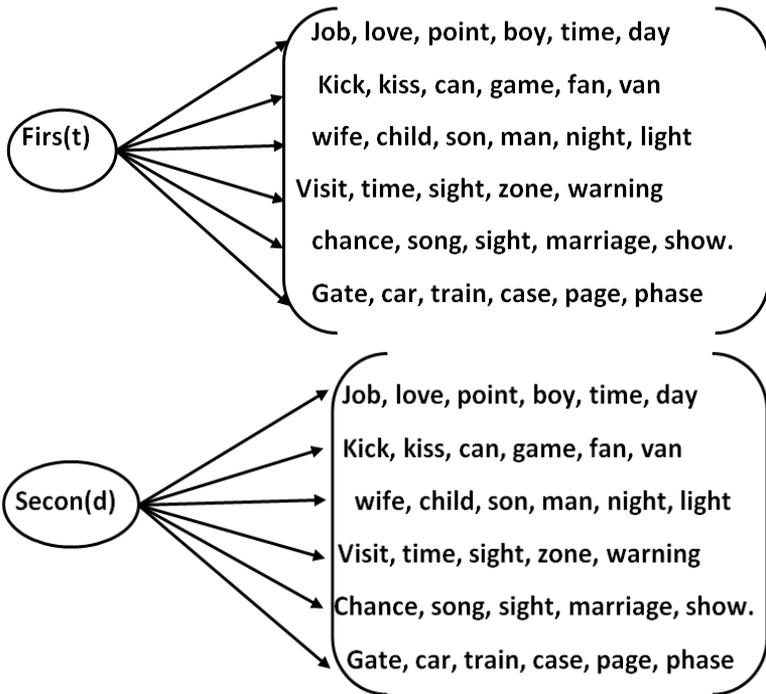 Job, love, point, boy, time, day
Kick, kiss, can, game, fan, van
Firs(t)
wife, child, son, man, night, light
Visit, time, sight, zone, warning
chance, song, sight, marriage, show.
Gate, car, train, case, page, phase
Job, love, point, boy, time, day
Kick, kiss, can, game, fan, van
Secon(d)
wife, child, son, man, night, light
Visit, time, sight, zone, warning
Chance, song, sight, marriage, show.
Gate, car, train, case, page, phase